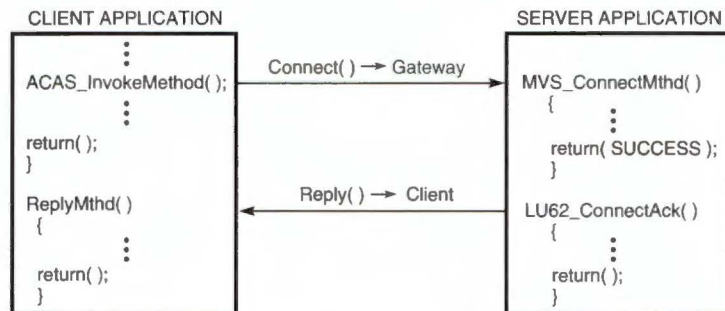 CLIENT APPLICATION
ACAS_InvokeMethod( );
return( );
}
ReplyMthd( )
{
return( );
}
Connect( ) → Gateway
Reply( ) → Client
SERVER APPLICATION
MVS_ConnectMthd( )
{
return( SUCCESS );
}
LU62_ConnectAck( )
{
return( );
}